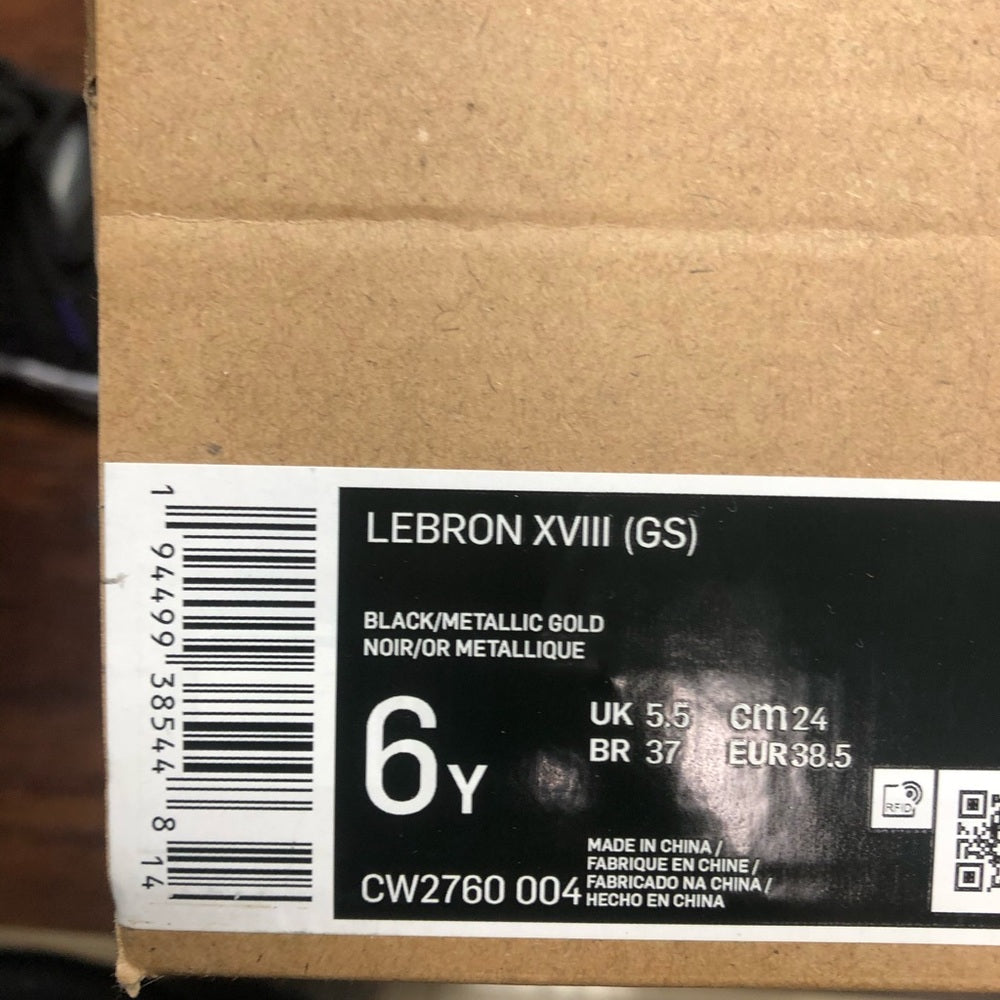 LEBRON XVIII (GS)
BLACK/METALLIC GOLD
NOIR/OR METALLIQUE
6Y
UK 5.5 cm 24
BR 37 EUR 38.5
RFID
CW2760 004
MADE IN CHINA /
FABRIQUE EN CHINE /
FABRICADO NA CHINA /
HECHO EN CHINA
1 94499 38544 8 14